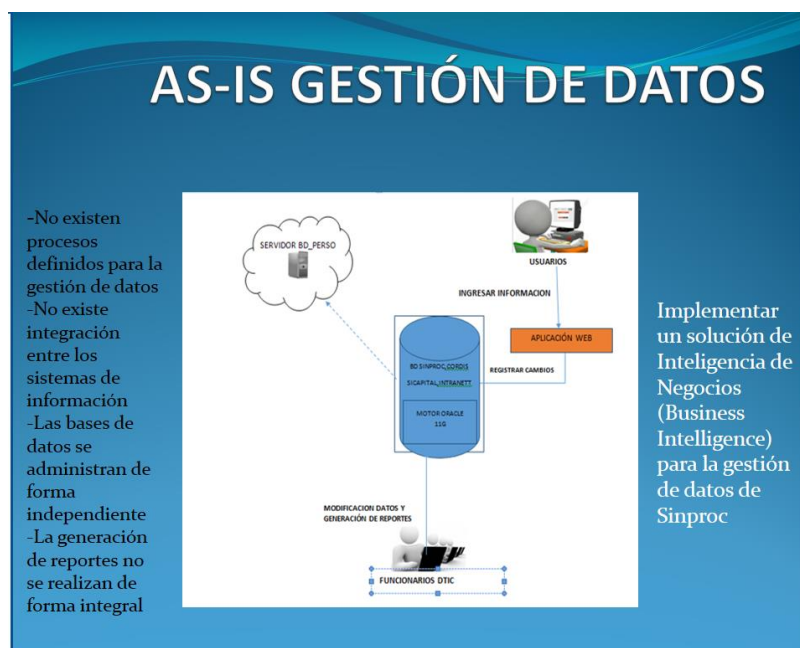 AS-IS GESTIÓN DE DATOS
-No existen
procesos
definidos para la
gestión de datos
-No existe
integración
entre los
sistemas de
información
-Las bases de
datos se
administran de
forma
independiente
-La generación
de reportes no
se realizan de
forma integral
SERVIDOR BD_PERSO
USUARIOS
INGRESAR INFORMACION
APLICACIÓN WEB
BD SINPROC,CORDIS
SICAPITAL,INTRANETT
REGISTRAR CAMBIOS
MOTOR ORACLE
11G
MODIFICACION DATOS Y
GENERACIÓN DE REPORTES
FUNCIONARIOS DTIC
Implementar
un solución de
Inteligencia de
Negocios
(Business
Intelligence)
para la gestión
de datos de
Sinproc